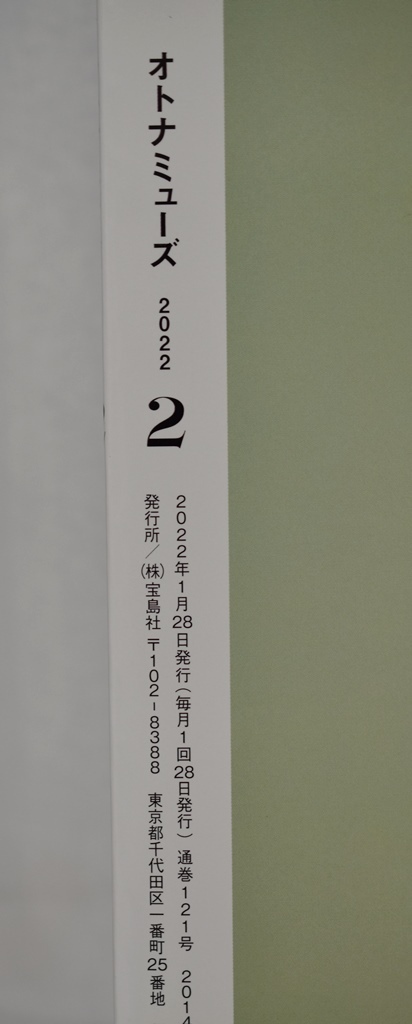 オトナミューズ
2022
2
2022年1月28日発行(毎月1回28日発行) 通巻121号 2014
発行所/(株)宝島社 〒102-8388 東京都千代田区一番町25番地